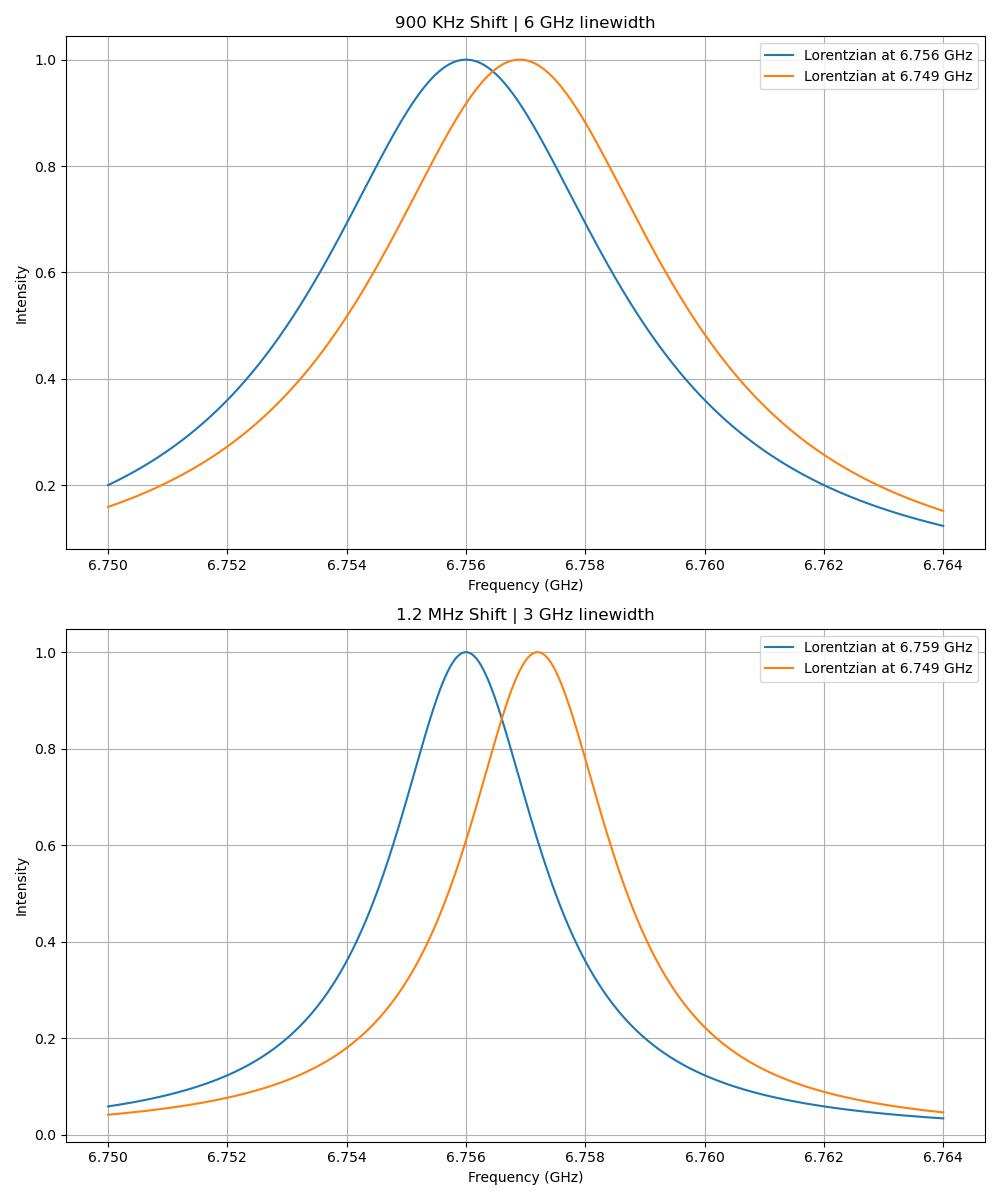 900 KHz Shift | 6 GHz linewidth
Lorentzian at 6.756 GHz
Lorentzian at 6.749 GHz
1.0
0.8
0.6
0.4
0.2
Intensity
6.750 6.752 6.754 6.756 6.758 6.760 6.762 6.764
Frequency (GHz)
1.2 MHz Shift | 3 GHz linewidth
Lorentzian at 6.759 GHz
Lorentzian at 6.749 GHz
1.0
0.8
0.6
0.4
0.2
0.0
Intensity
6.750 6.752 6.754 6.756 6.758 6.760 6.762 6.764
Frequency (GHz)